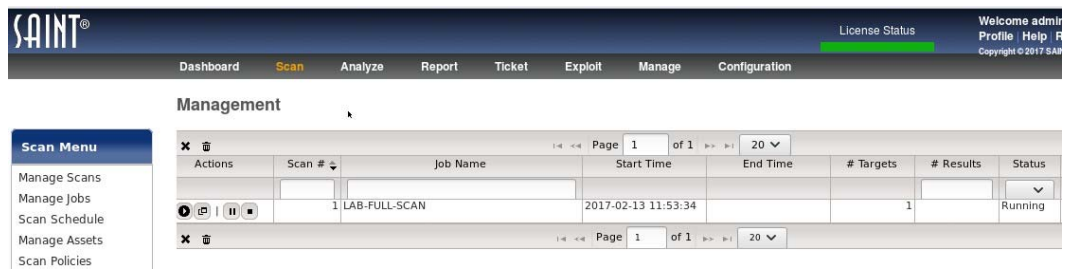 SAINT®
License Status
Welcome admin
Profile | Help | R
Copyright © 2017 SAIN
Dashboard Scan Analyze Report Ticket Exploit Manage Configuration
Management
Scan Menu
Manage Scans
Manage Jobs
Scan Schedule
Manage Assets
Scan Policies
Page 1 of 1 20
Actions Scan # Job Name Start Time End Time # Targets # Results Status
1 LAB-FULL-SCAN 2017-02-13 11:53:34 1 Running
Page 1 of 1 20